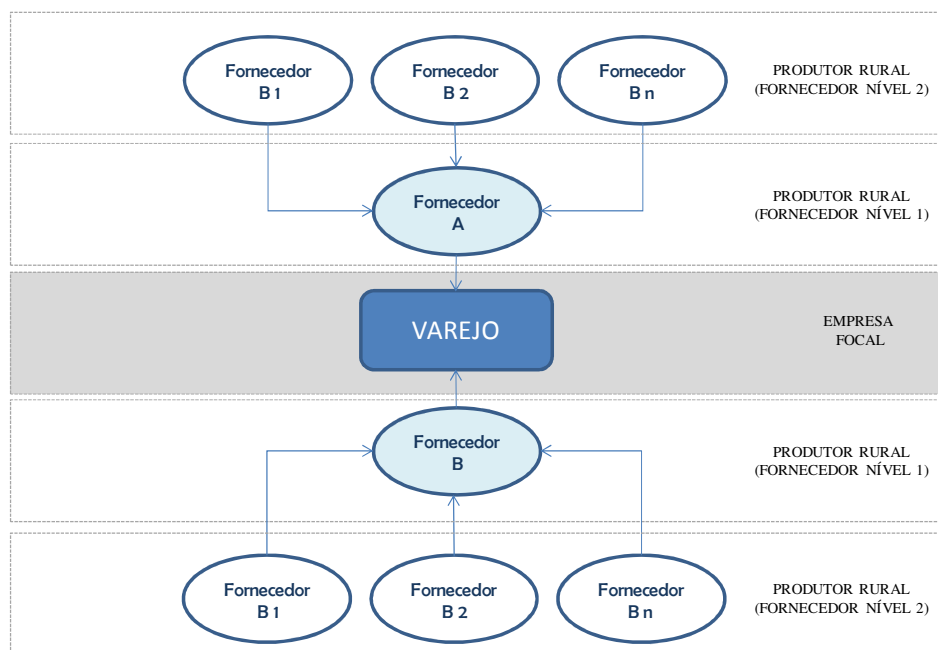 Fornecedor
B 1
Fornecedor
B 2
Fornecedor
B n
PRODUTOR RURAL
(FORNECEDOR NÍVEL 2)
Fornecedor
A
PRODUTOR RURAL
(FORNECEDOR NÍVEL 1)
VAREJO
EMPRESA
FOCAL
Fornecedor
B
PRODUTOR RURAL
(FORNECEDOR NÍVEL 1)
Fornecedor
B 1
Fornecedor
B 2
Fornecedor
B n
PRODUTOR RURAL
(FORNECEDOR NÍVEL 2)